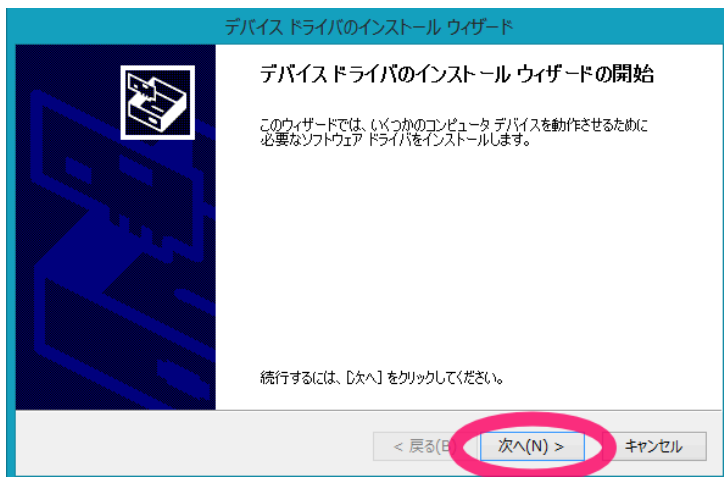 デバイス ドライバのインストール ウィザード
デバイス ドライバのインストール ウィザードの開始
このウィザードでは、いくつかのコンピュータ デバイスを動作させるために
必要なソフトウェア ドライバをインストールします。
続行するには、[次へ] をクリックしてください。
< 戻る(B)
次へ(N) >
キャンセル